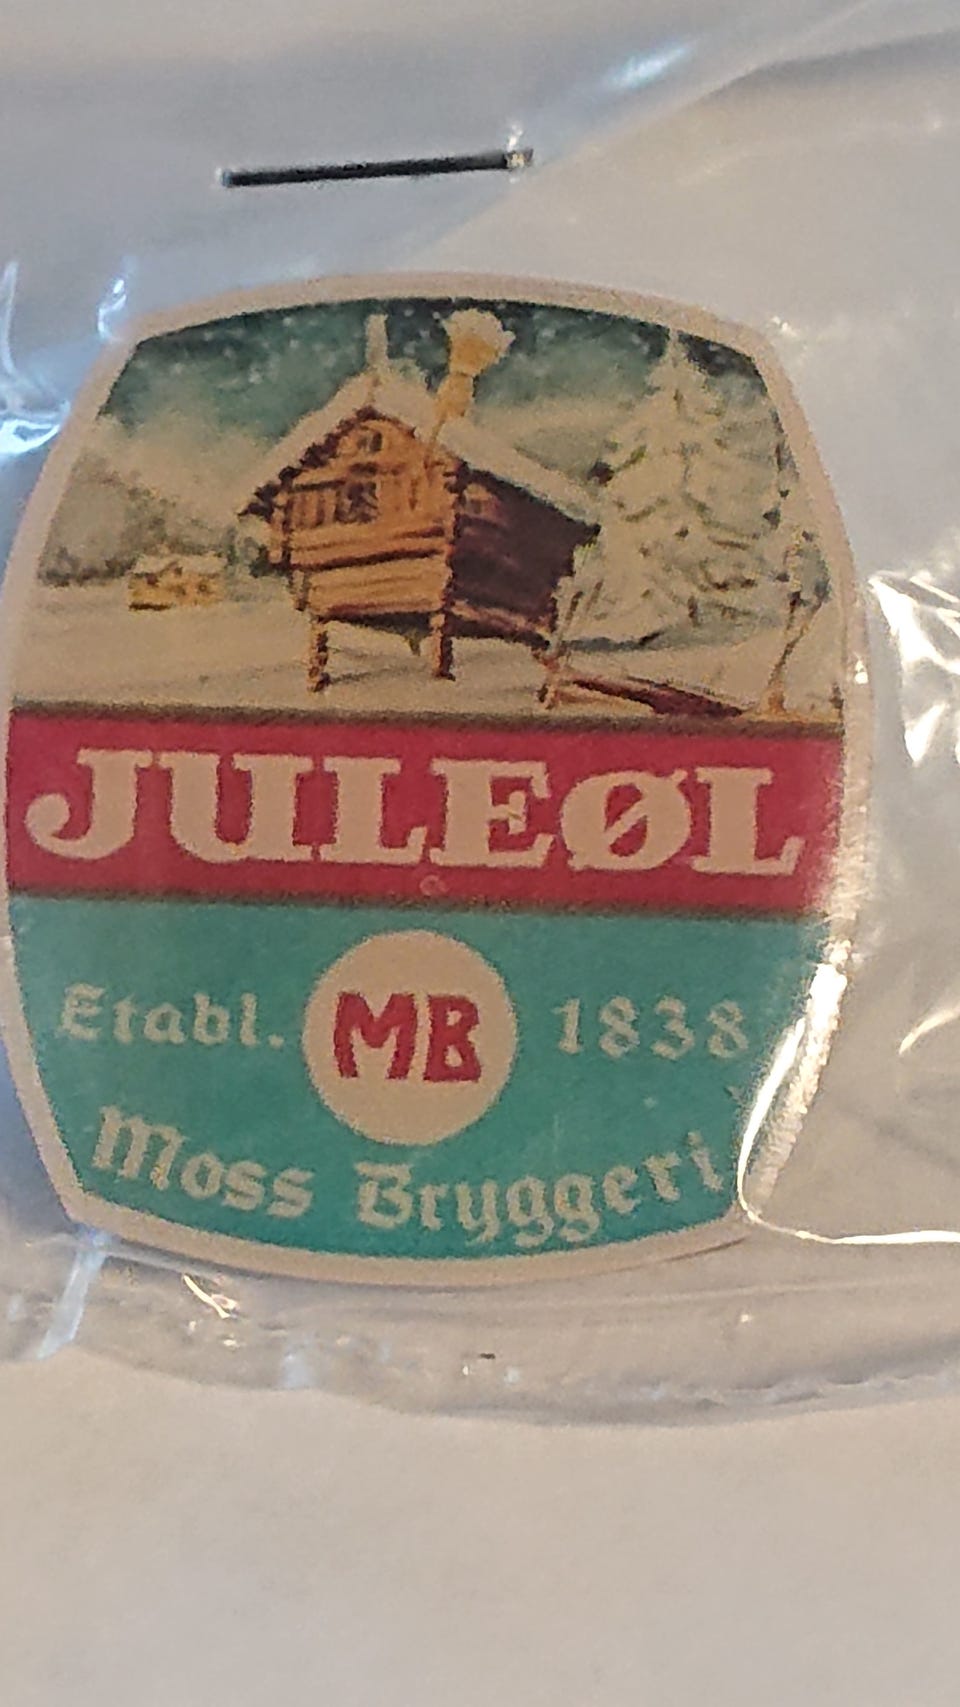 JULEØL
Etabl. MB 1838
Moss Bryggeri